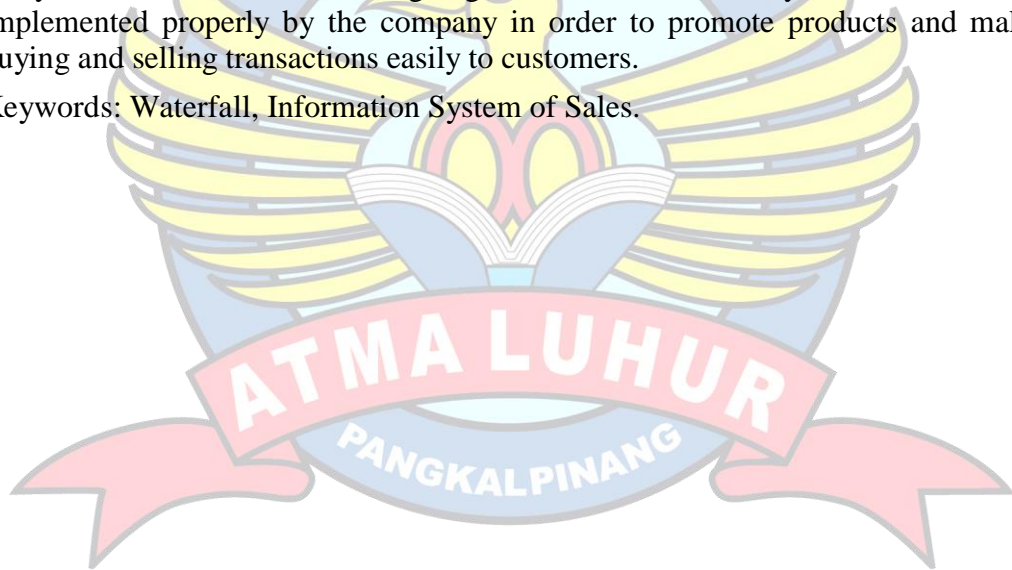 mplemented properly by the company in order to promote products and mal
uying and selling transactions easily to customers.
Keywords: Waterfall, Information System of Sales.
ATMA LUHUR
PANGKALPINANG